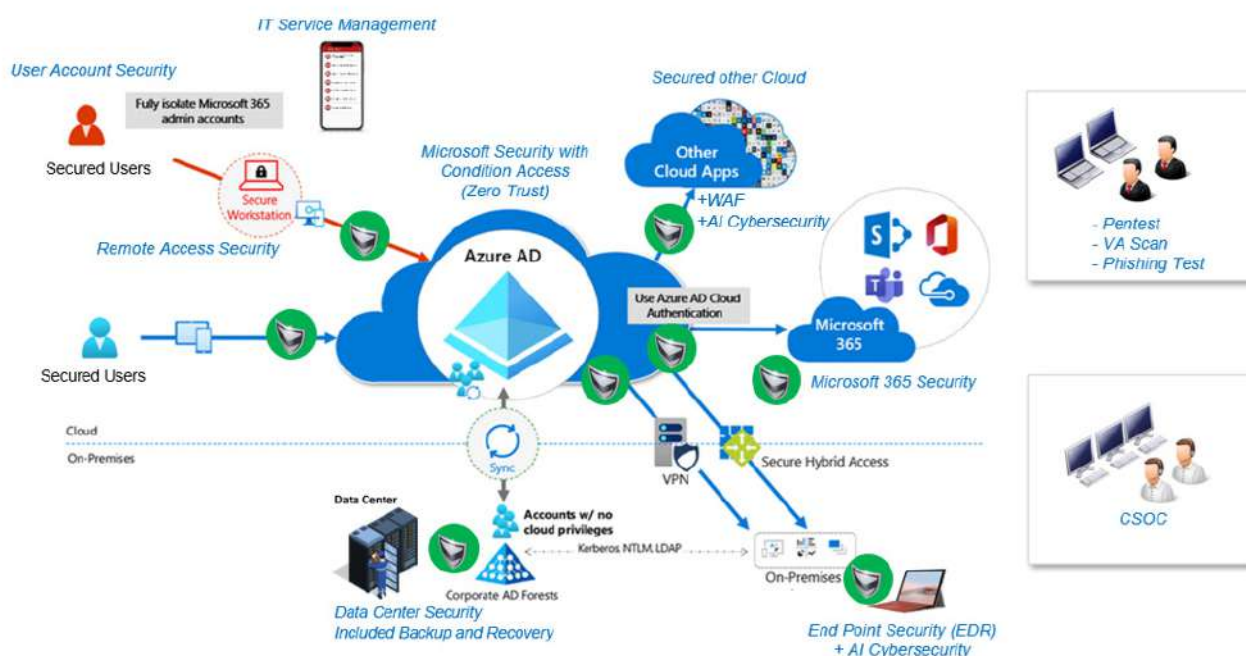 IT Service Management
User Account Security
Fully isolate Microsoft 365
admin accounts
Secured Users
Secure
Workstation
Remote Access Security
Microsoft Security with
Condition Access
(Zero Trust)
Azure AD
Secured other Cloud
Other
Cloud Apps
+WAF
+AI Cybersecurity
Use Azure AD Cloud
Authentication
S
T
Microsoft
365
Microsoft 365 Security
Secured Users
Cloud
On-Premises
Sync
VPN
Secure Hybrid Access
Data Center
Accounts w/ no
cloud privileges
Kerberos NTLM LDAP
Corporate AD Forests
On-Premises
Data Center Security
Included Backup and Recovery
End Point Security (EDR)
+ AI Cybersecurity
- Pentest
- VA Scan
- Phishing Test
CSOC